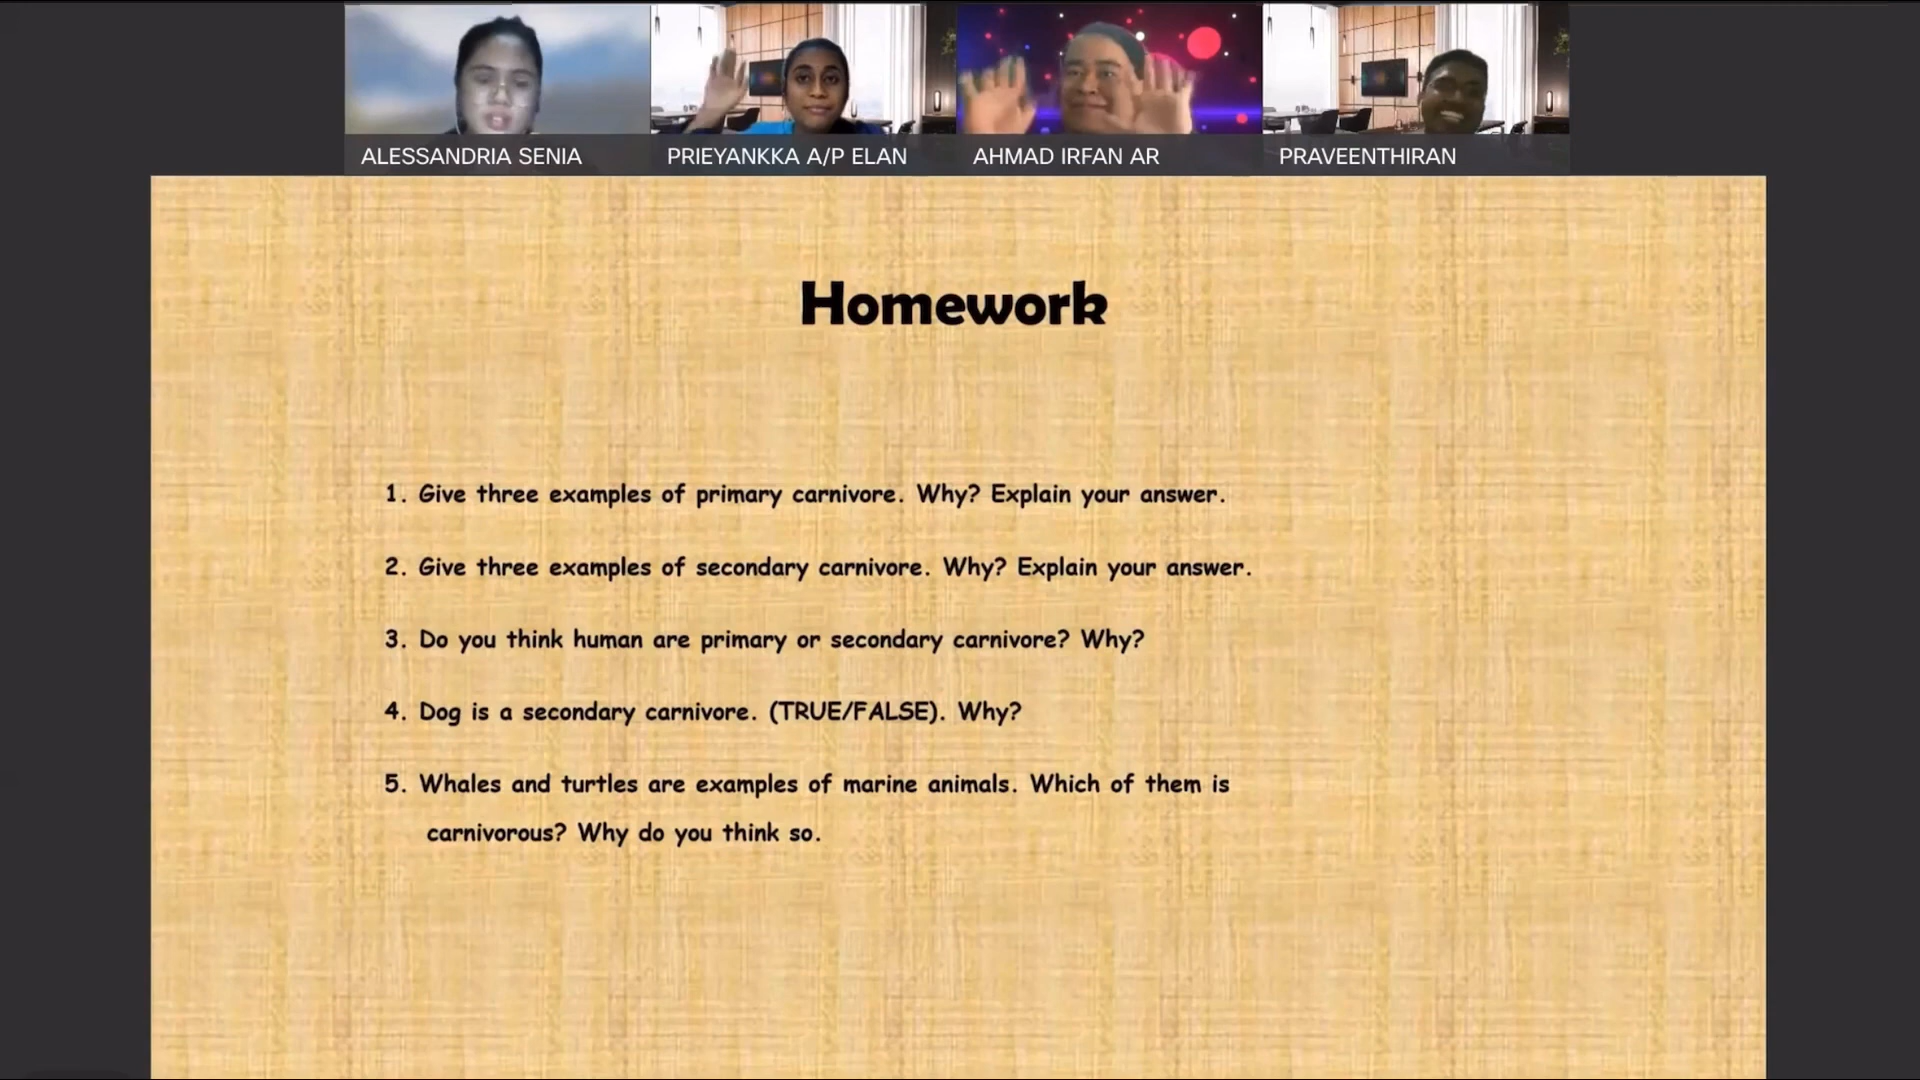 ALESSANDRIA SENIA
PRIEYANKKA A/P ELAN
AHMAD IRFAN AR
PRAVEENTHIRAN
Homework
1. Give three examples of primary carnivore. Why? Explain your answer.
2. Give three examples of secondary carnivore. Why? Explain your answer.
3. Do you think human are primary or secondary carnivore? Why?
4. Dog is a secondary carnivore. (TRUE/FALSE). Why?
5. Whales and turtles are examples of marine animals. Which of them is
carnivorous? Why do you think so.